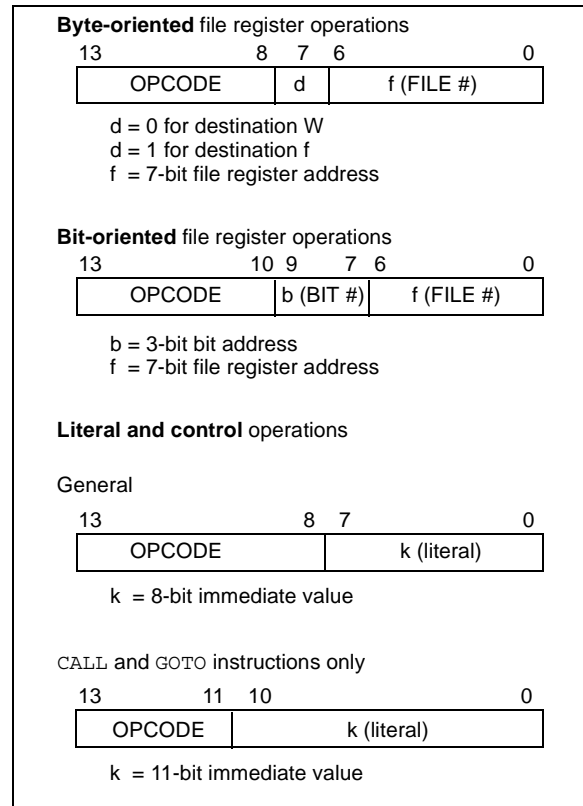 Byte-oriented file register operations
13 8 7 6 0
OPCODE d f (FILE #)
d = 0 for destination W
d = 1 for destination f
f = 7-bit file register address
Bit-oriented file register operations
13 10 9 7 6 0
OPCODE b (BIT #) f (FILE #)
b = 3-bit bit address
f = 7-bit file register address
Literal and control operations
General
13 8 7 0
OPCODE k (literal)
k = 8-bit immediate value
CALL and GOTO instructions only
13 11 10 0
OPCODE k (literal)
k = 11-bit immediate value